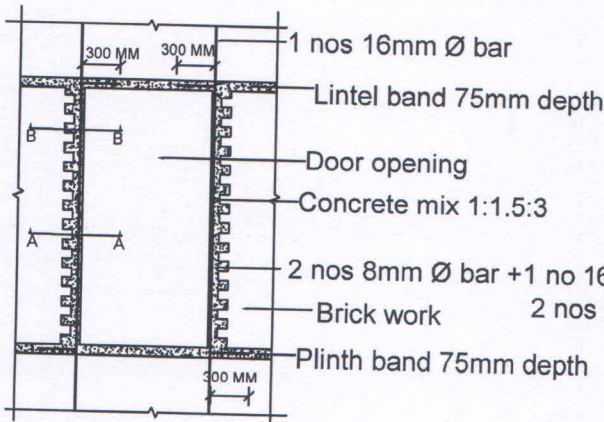 300 MM 300 MM
1 nos 16mm Ø bar
Lintel band 75mm depth
B B
Door opening
Concrete mix 1:1.5:3
A A
2 nos 8mm Ø bar +1 no 16
Brick work 2 nos
Plinth band 75mm depth
300 MM